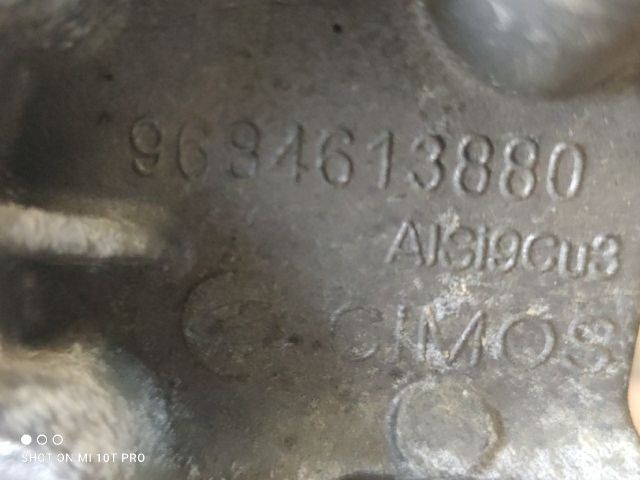 9684613880
AlSi9Cu3
CIMOS
SHOT ON MI 10T PRO